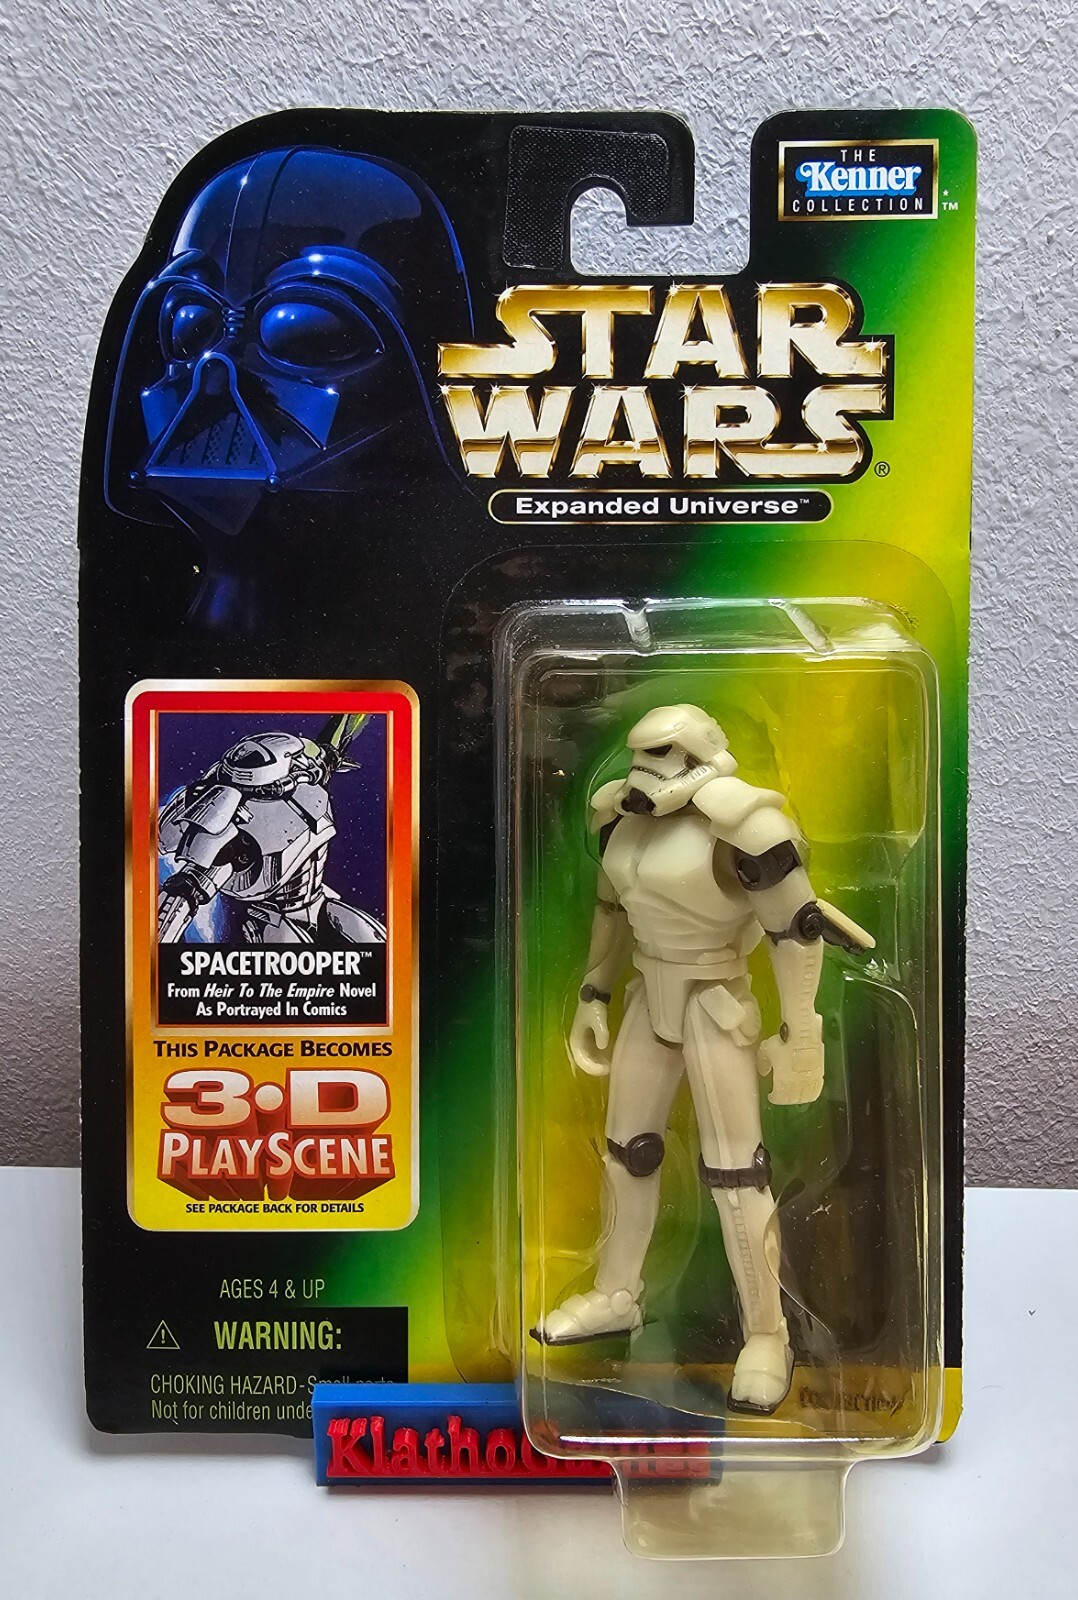 THE
Kenner
COLLECTION ™
STAR
WARS®
Expanded Universe™
SPACETROOPER™
From Heir To The Empire Novel
As Portrayed In Comics
THIS PACKAGE BECOMES
3•D
PLAYSCENE
SEE PACKAGE BACK FOR DETAILS
AGES 4 & UP
WARNING:
CHOKING HAZARD-Small parts
Not for children unde